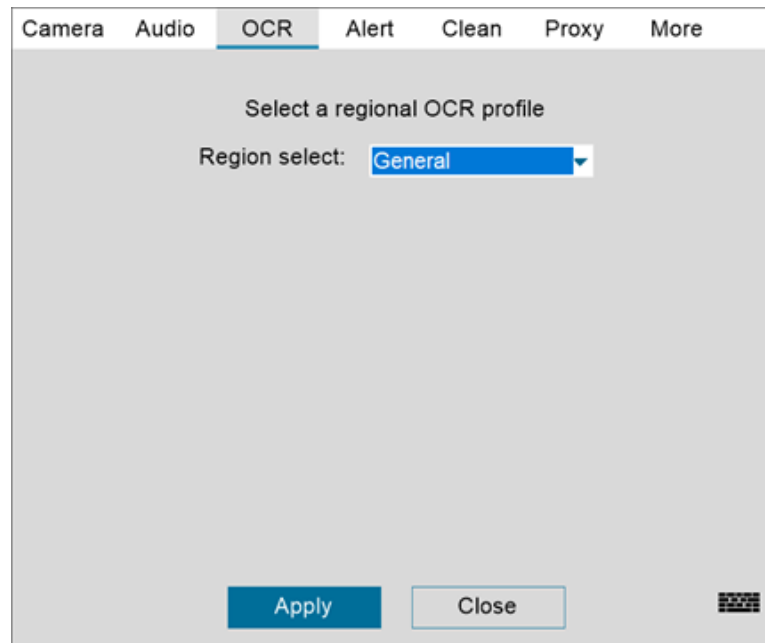 Camera Audio OCR Alert Clean Proxy More
Select a regional OCR profile
Region select: General
Apply Close